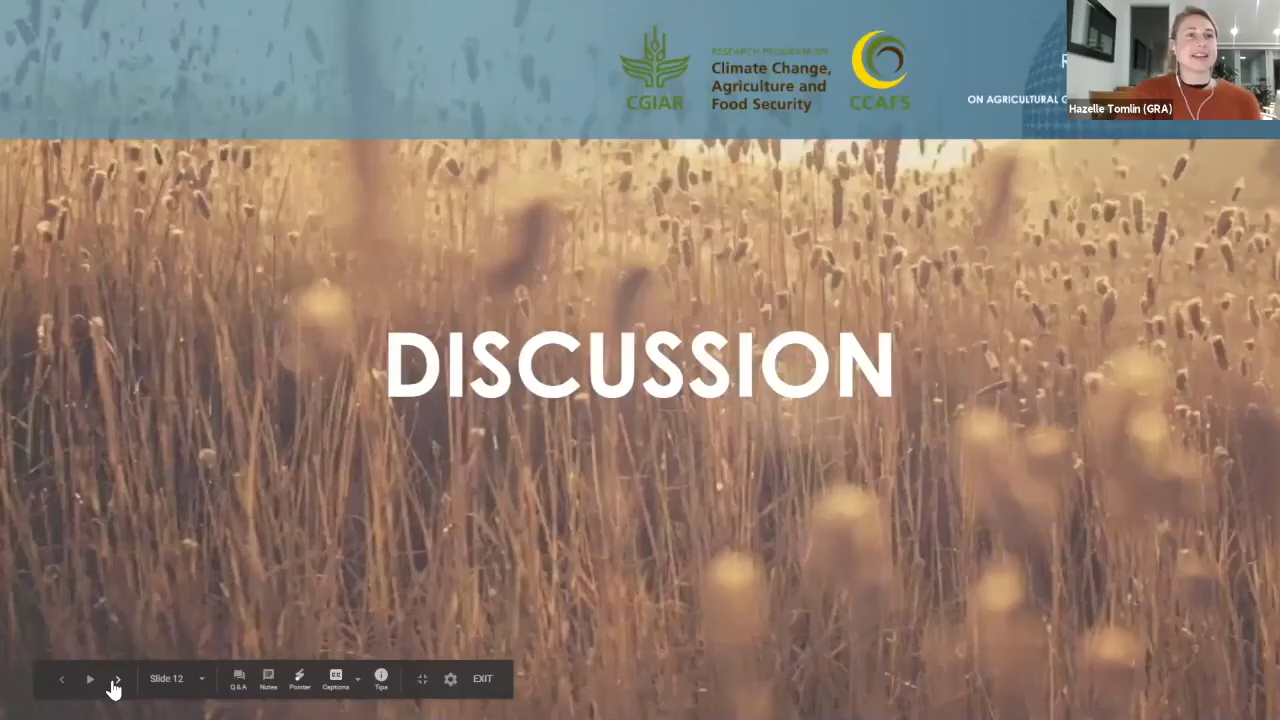 RESEARCH PROGRAM ON
Climate Change,
Agriculture and
Food Security
CGIAR
CCAFS
R
ON AGRICULTURAL G
Hazelle Tomlin (GRA)
DISCUSSION
Slide 12
Q & A
Notes
Pointer
CC
Captions
Tips
EXIT